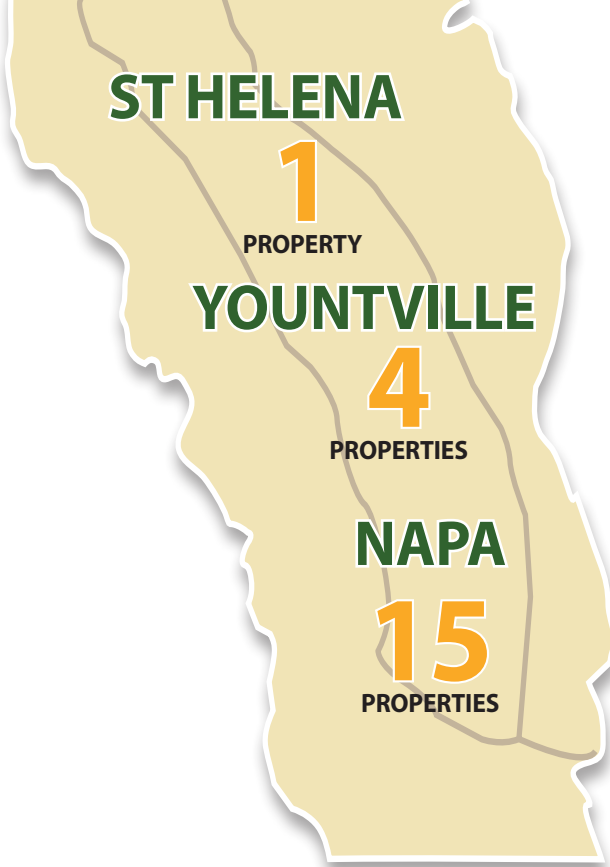 ST HELENA
1
PROPERTY
YOUNTVILLE
4
PROPERTIES
NAPA
15
PROPERTIES